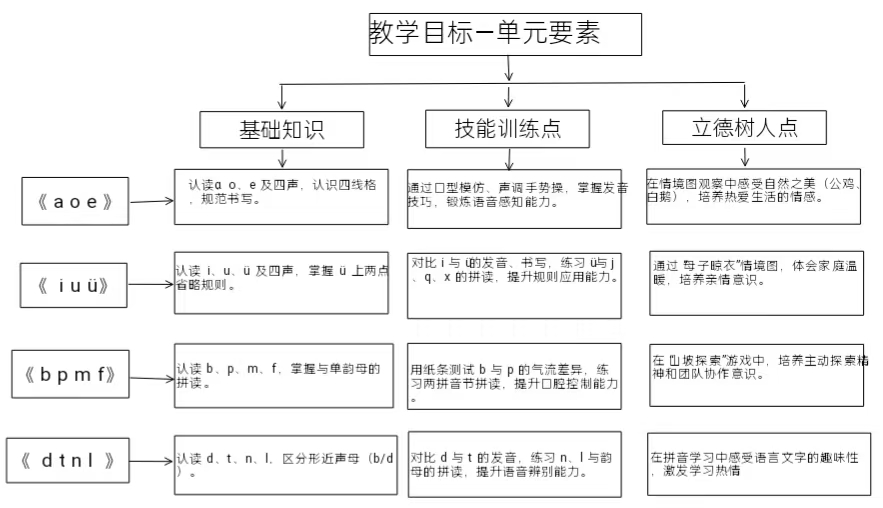 教学目标—单元要素
基础知识
技能训练点
立德树人点
《 a o e 》
认读ɑ o、e 及四声，认识四线格
，规范书写。
通过口型模仿、声调手势操，掌握发音
技巧，锻炼语音感知能力。
在情境图观察中感受自然之美（公鸡、
白鹅），培养热爱生活的情感。
《 i u ü》
认读 i、u、ü 及四声，掌握 ü 上两点
省略规则。
对比 i 与 ü的发音、书写，练习 ü与 j
、q、x 的拼读，提升规则应用能力。
通过“母子晾衣”情境图，体会家庭温
暖，培养亲情意识。
《 b p m f》
认读 b、p、m、f，掌握与单韵母的
拼读。
用纸条测试 b 与 p 的气流差异，练
习两拼音节拼读，提升口腔控制能力
。
在“山坡探索”游戏中，培养主动探索精
神和团队协作意识。
《 d t n l 》
认读 d、t、n、l，区分形近声母（b/d
）。
对比 d 与 t 的发音，练习 n、l 与韵
母的拼读，提升语音辨别能力。
在拼音学习中感受语言文字的趣味性
，激发学习热情